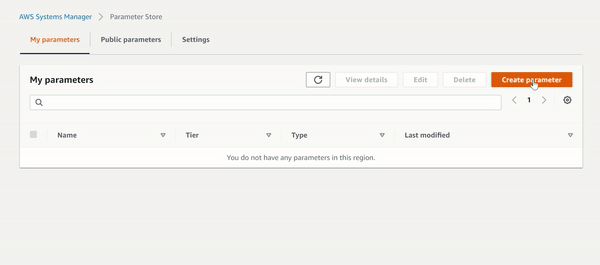 AWS Systems Manager > Parameter Store
My parameters Public parameters Settings
My parameters View details Edit Delete Create parameter
1
Name Tier Type Last modified
You do not have any parameters in this region.